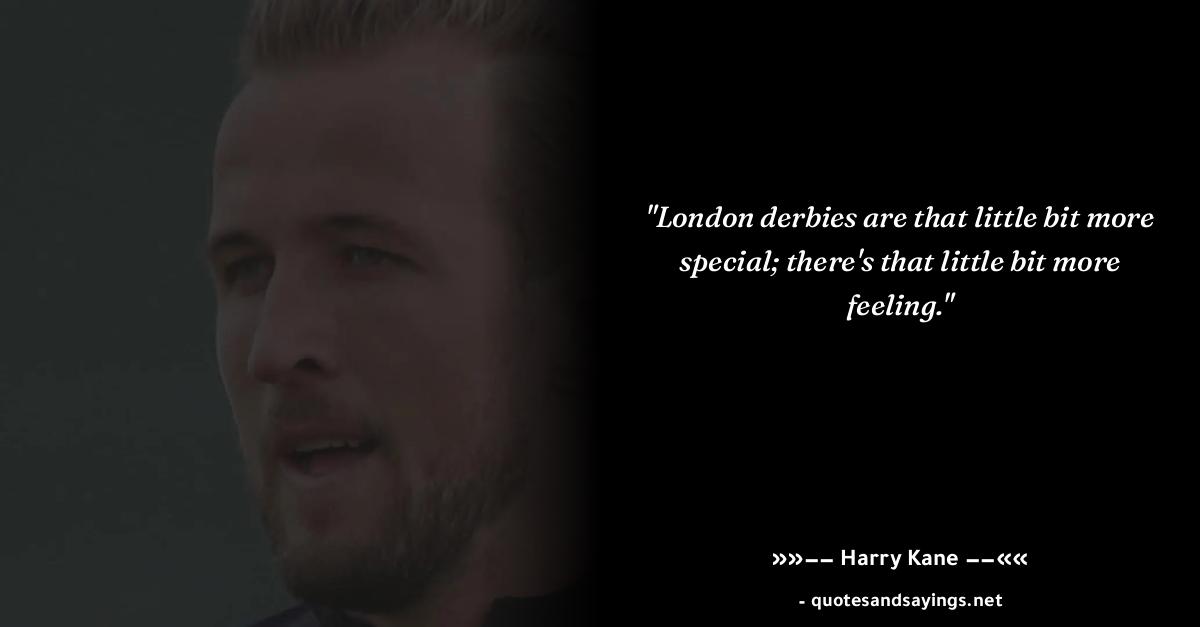 "London derbies are that little bit more
special; there's that little bit more
feeling."
»»–– Harry Kane ––««
- quotesandsayings.net